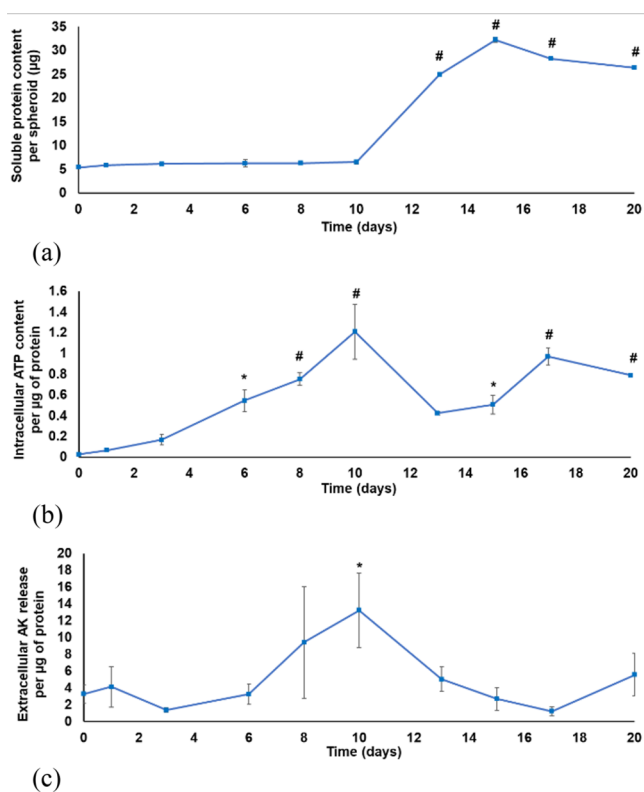 Soluble protein content
per spheroid (µg)
35
30
25
20
15
10
5
0
# # # #
0 2 4 6 8 10 12 14 16 18 20
Time (days)
(a)
Intracellular ATP content
per µg of protein
1.6
1.4
1.2
1
0.8
0.6
0.4
0.2
0
* # # * # #
0 2 4 6 8 10 12 14 16 18 20
Time (days)
(b)
Extracellular AK release
per µg of protein
20
18
16
14
12
10
8
6
4
2
0
*
0 2 4 6 8 10 12 14 16 18 20
Time (days)
(c)